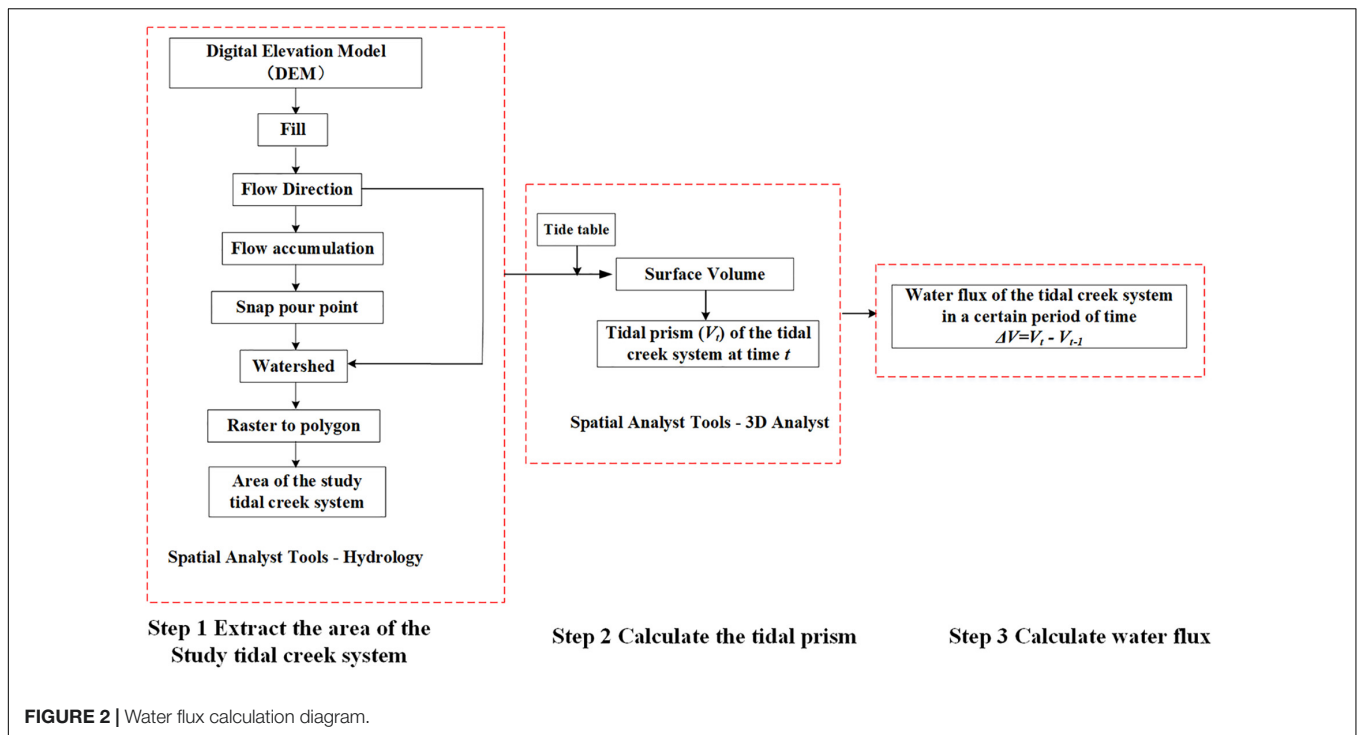 Digital Elevation Model
（DEM）
Fill
Flow Direction
Flow accumulation
Snap pour point
Watershed
Raster to polygon
Area of the study
tidal creek system
Spatial Analyst Tools - Hydrology
Step 1 Extract the area of the
Study tidal creek system
Tide table
Surface Volume
Tidal prism (Vt) of the tidal
creek system at time t
Spatial Analyst Tools - 3D Analyst
Step 2 Calculate the tidal prism
Water flux of the tidal creek system
in a certain period of time
ΔV=Vt - Vt-1
Step 3 Calculate water flux
FIGURE 2 | Water flux calculation diagram.